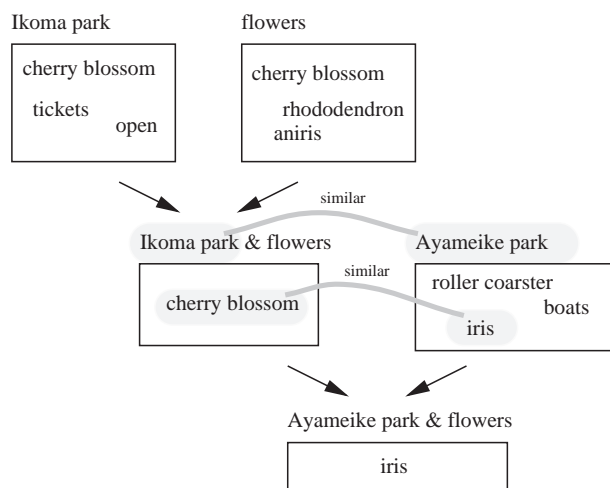 Ikoma park
flowers
cherry blossom
tickets
open
cherry blossom
rhododendron
aniris
similar
Ikoma park & flowers
Ayameike park
similar
cherry blossom
roller coarster
boats
iris
Ayameike park & flowers
iris